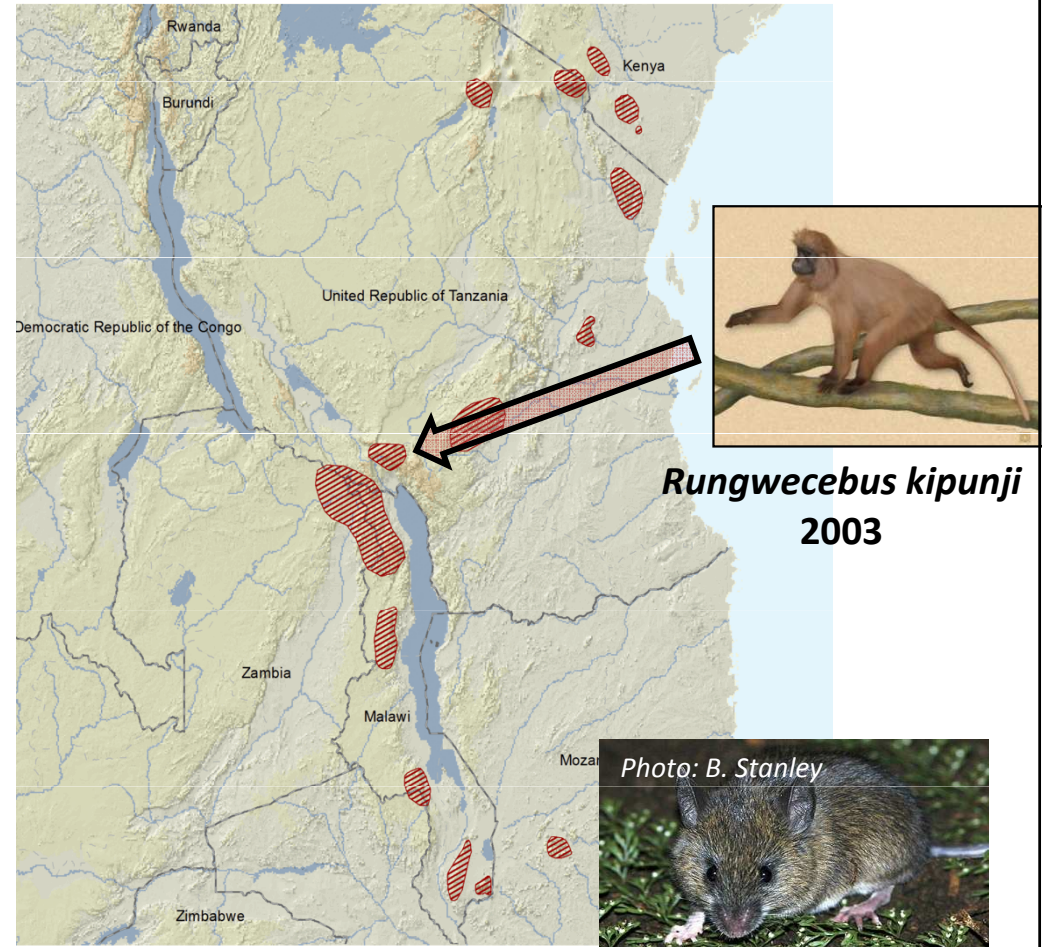 Rwanda
Kenya
Burundi
United Republic of Tanzania
Democratic Republic of the Congo
Rungwecebus kipunji
2003
Zambia
Malawi
Mozar
Photo: B. Stanley
Zimbabwe